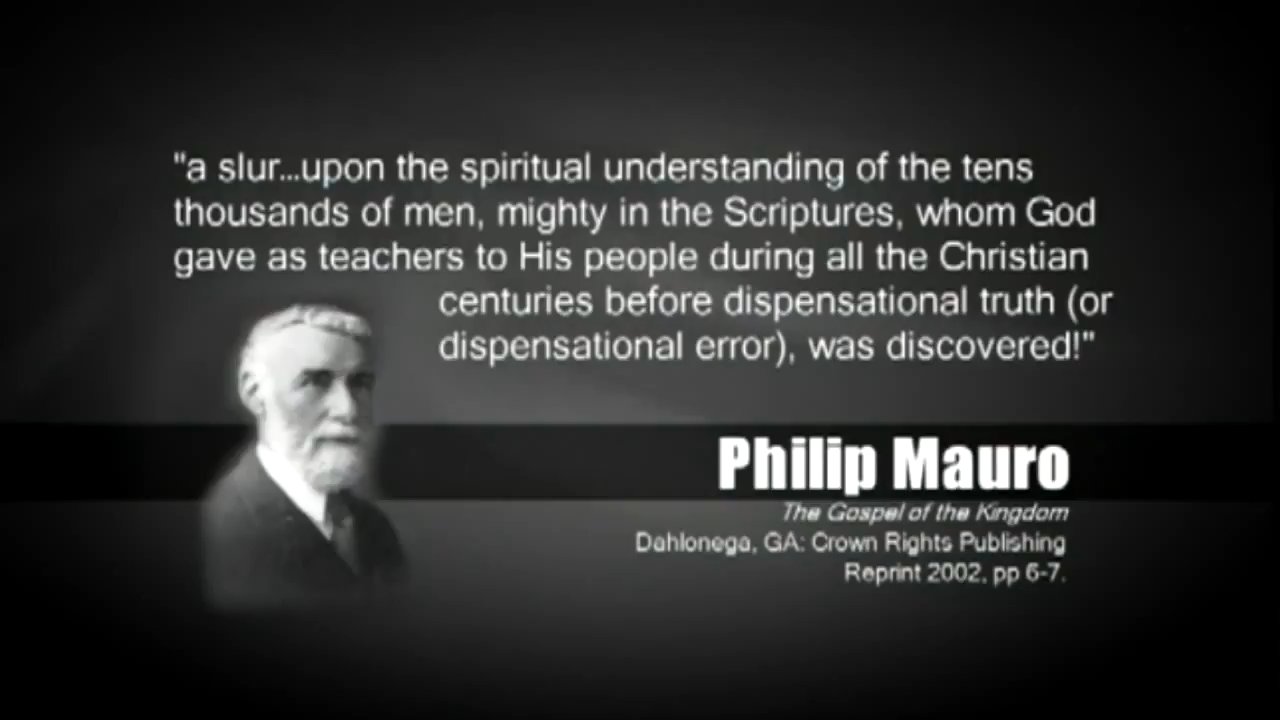 "a slur...upon the spiritual understanding of the tens
thousands of men, mighty in the Scriptures, whom God
gave as teachers to His people during all the Christian
centuries before dispensational truth (or
dispensational error), was discovered!"
Philip Mauro
The Gospel of the Kingdom
Dahlonega, GA: Crown Rights Publishing
Reprint 2002, pp 6-7.